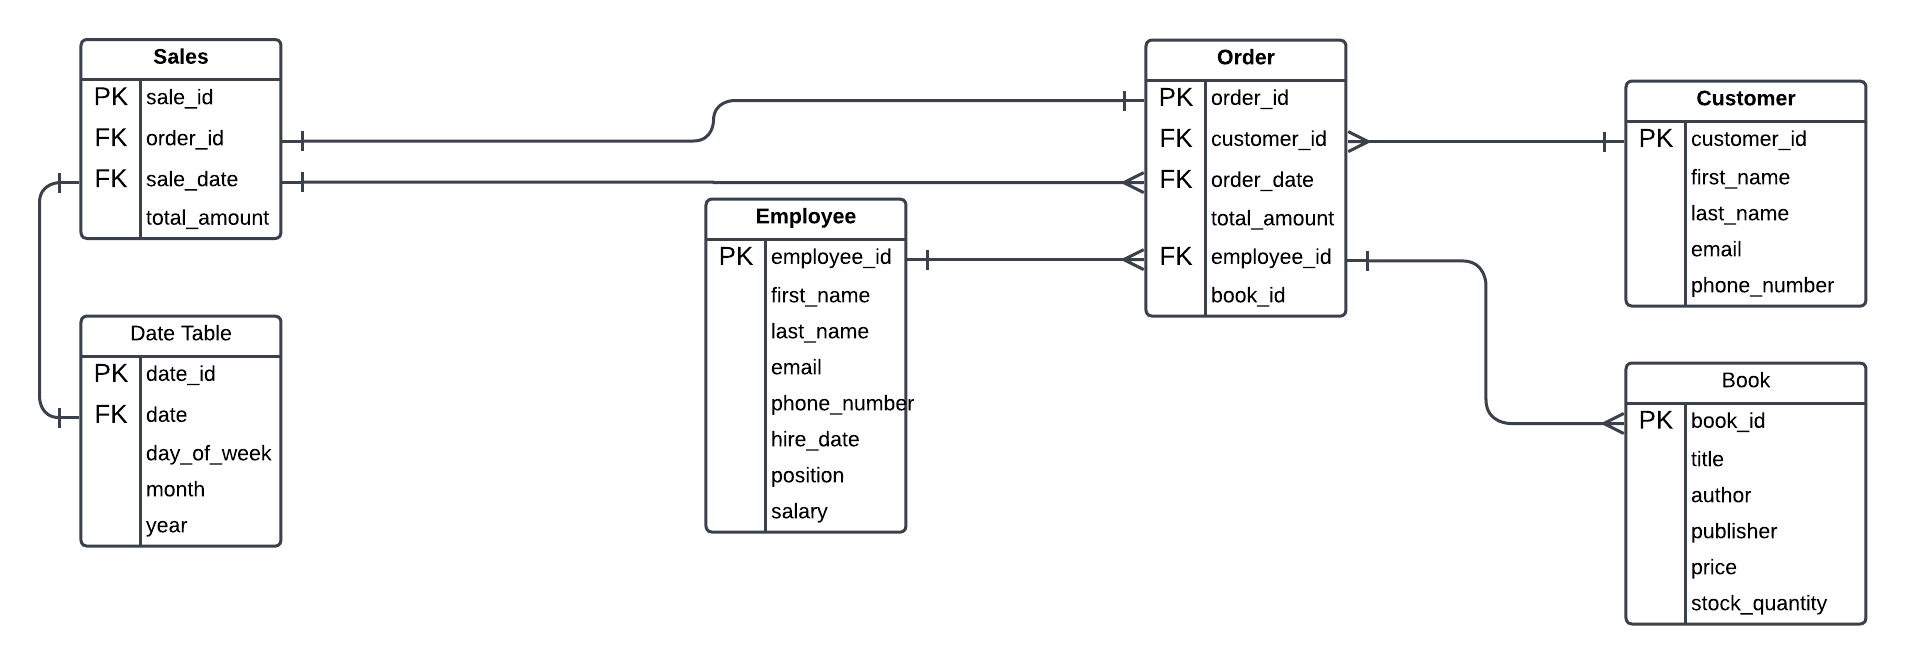 Sales
PK sale_id
FK order_id
FK sale_date
total_amount
Date Table
PK date_id
FK date
day_of_week
month
year
Employee
PK employee_id
first_name
last_name
email
phone_number
hire_date
position
salary
Order
PK order_id
FK customer_id
FK order_date
total_amount
FK employee_id
book_id
Customer
PK customer_id
first_name
last_name
email
phone_number
Book
PK book_id
title
author
publisher
price
stock_quantity